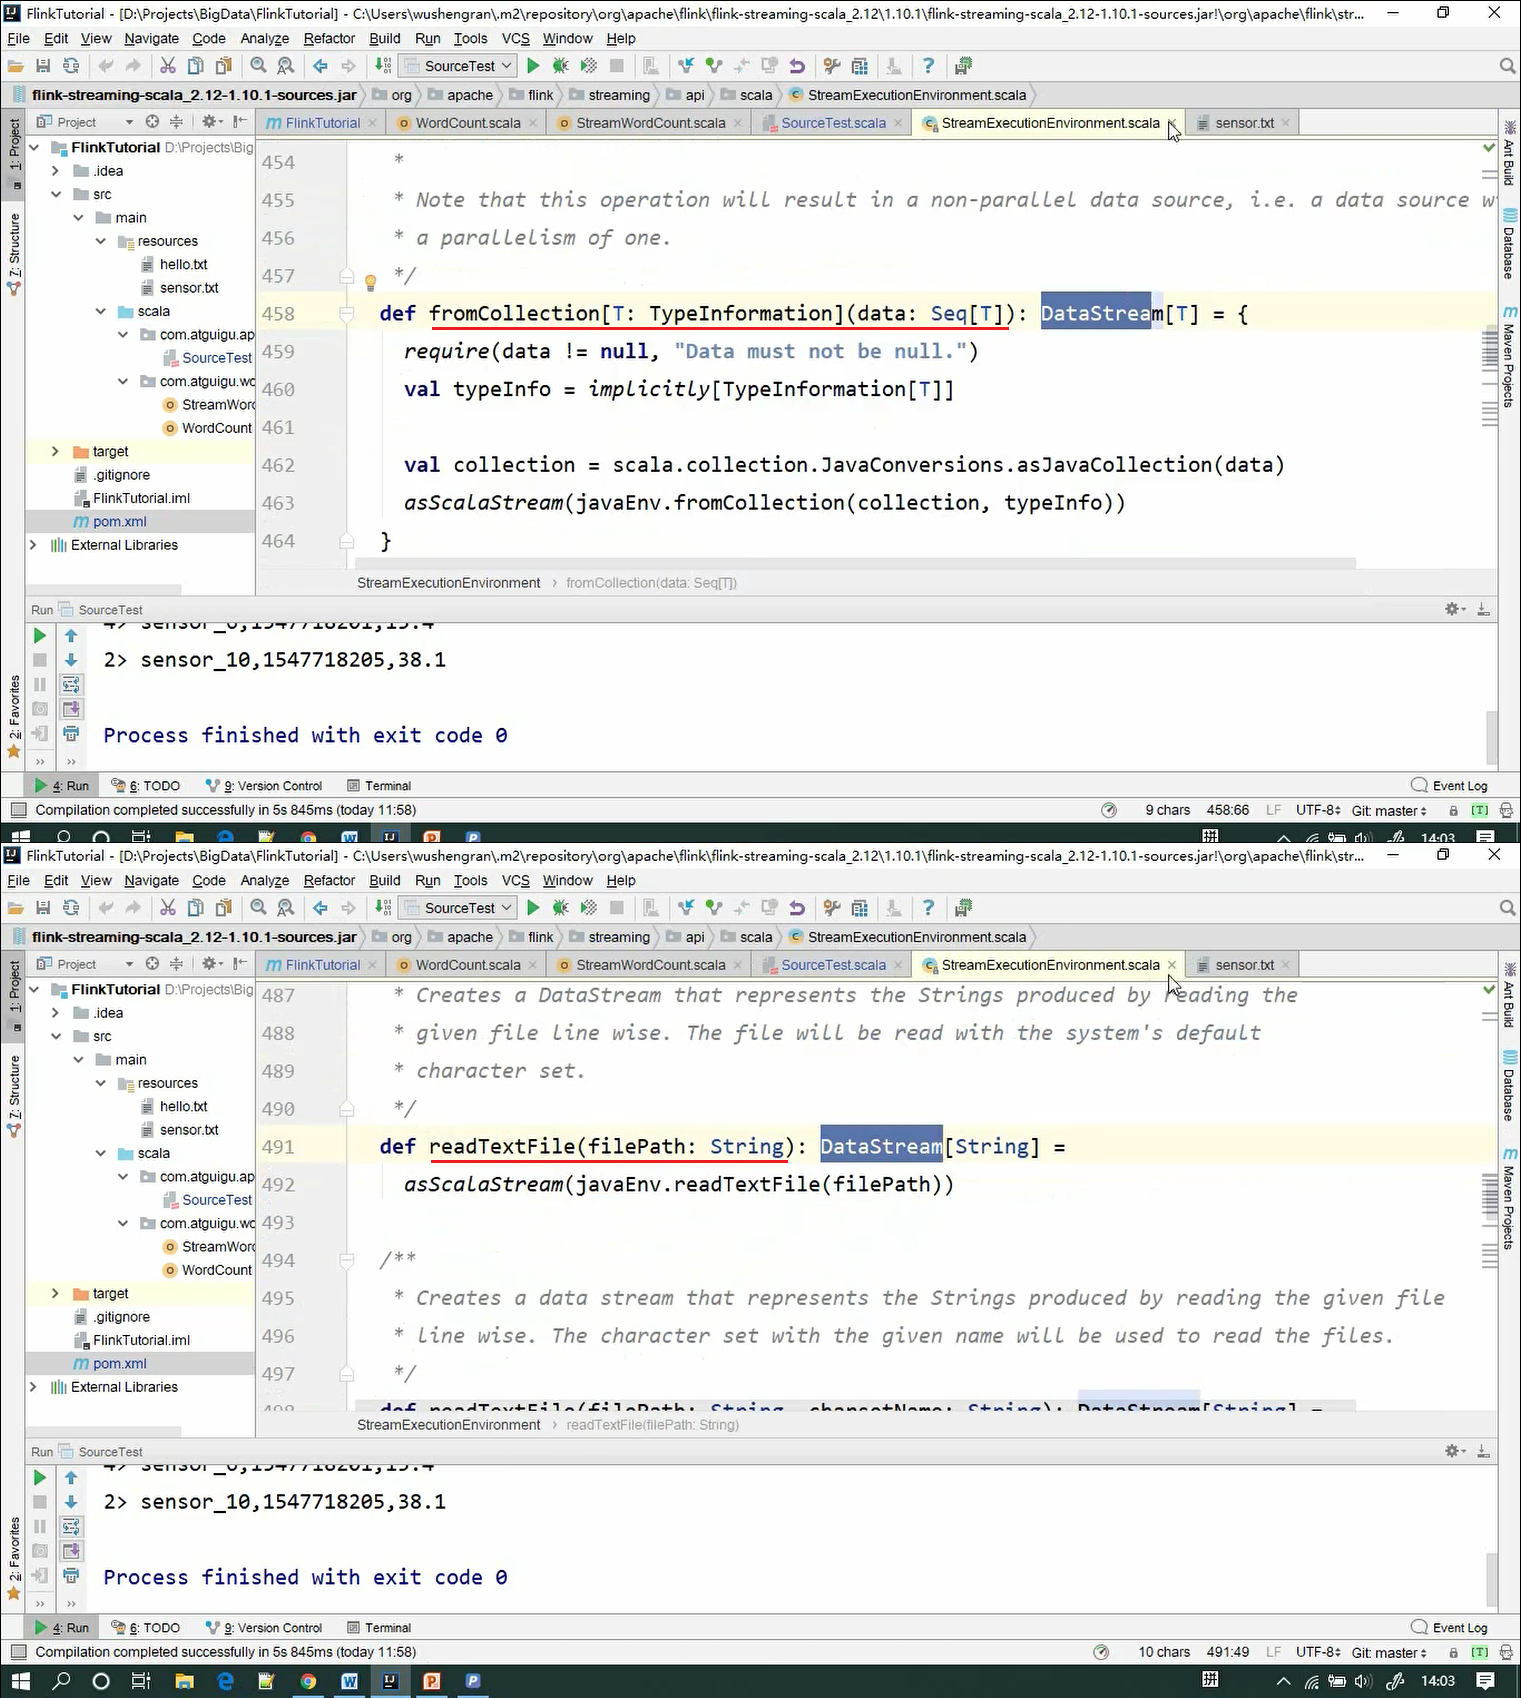 FlinkTutorial - [D:\Projects\BigData\FlinkTutorial] - C:\Users\wushengran\.m2\repository\org\apache\flink\flink-streaming-scala_2.12\1.10.1\flink-streaming-scala_2.12-1.10.1-sources.jar!\org\apache\flink\str...
File Edit View Navigate Code Analyze Refactor Build Run Tools VCS Window Help
SourceTest
flink-streaming-scala_2.12-1.10.1-sources.jar org apache flink streaming api scala StreamExecutionEnvironment.scala
Project FlinkTutorial WordCount.scala StreamWordCount.scala SourceTest.scala StreamExecutionEnvironment.scala sensor.txt
1: Project
7: Structure
2: Favorites
Ant Build
Database
Maven Projects
FlinkTutorial D:\Projects\Big
.idea
src
main
resources
hello.txt
sensor.txt
scala
com.atguigu
SourceTest
com.atguigu.wc
StreamWor
WordCount
target
.gitignore
FlinkTutorial.iml
pom.xml
External Libraries
454 *
455 * Note that this operation will result in a non-parallel data source, i.e. a data source w
456 * a parallelism of one.
457 */
458 def fromCollection[T: TypeInformation](data: Seq[T]): DataStream[T] = {
459 require(data != null, "Data must not be null.")
460 val typeInfo = implicitly[TypeInformation[T]]
461
462 val collection = scala.collection.JavaConversions.asJavaCollection(data)
463 asScalaStream(javaEnv.fromCollection(collection, typeInfo))
464 }
StreamExecutionEnvironment › fromCollection(data: Seq[T])
Run SourceTest
2> sensor_10,1547718205,38.1
Process finished with exit code 0
4: Run 6: TODO 9: Version Control Terminal Event Log
Compilation completed successfully in 5s 845ms (today 11:58) 9 chars 458:66 LF UTF-8 Git: master [T]
拼 14:03
FlinkTutorial - [D:\Projects\BigData\FlinkTutorial] - C:\Users\wushengran\.m2\repository\org\apache\flink\flink-streaming-scala_2.12\1.10.1\flink-streaming-scala_2.12-1.10.1-sources.jar!\org\apache\flink\str...
File Edit View Navigate Code Analyze Refactor Build Run Tools VCS Window Help
SourceTest
flink-streaming-scala_2.12-1.10.1-sources.jar org apache flink streaming api scala StreamExecutionEnvironment.scala
Project FlinkTutorial WordCount.scala StreamWordCount.scala SourceTest.scala StreamExecutionEnvironment.scala sensor.txt
1: Project
7: Structure
2: Favorites
Ant Build
Database
Maven Projects
FlinkTutorial D:\Projects\Big
.idea
src
main
resources
hello.txt
sensor.txt
scala
com.atguigu
SourceTest
com.atguigu.wc
StreamWor
WordCount
target
.gitignore
FlinkTutorial.iml
pom.xml
External Libraries
487 * Creates a DataStream that represents the Strings produced by reading the
488 * given file line wise. The file will be read with the system's default
489 * character set.
490 */
491 def readTextFile(filePath: String): DataStream[String] =
492 asScalaStream(javaEnv.readTextFile(filePath))
493
494 /**
495 * Creates a data stream that represents the Strings produced by reading the given file
496 * line wise. The character set with the given name will be used to read the files.
497 */
498 def readTextFile(filePath: String, charsetName: String): DataStream[String] =
StreamExecutionEnvironment › readTextFile(filePath: String)
Run SourceTest
2> sensor_10,1547718205,38.1
Process finished with exit code 0
4: Run 6: TODO 9: Version Control Terminal Event Log
Compilation completed successfully in 5s 845ms (today 11:58) 10 chars 491:49 LF UTF-8 Git: master [T]
拼 14:03